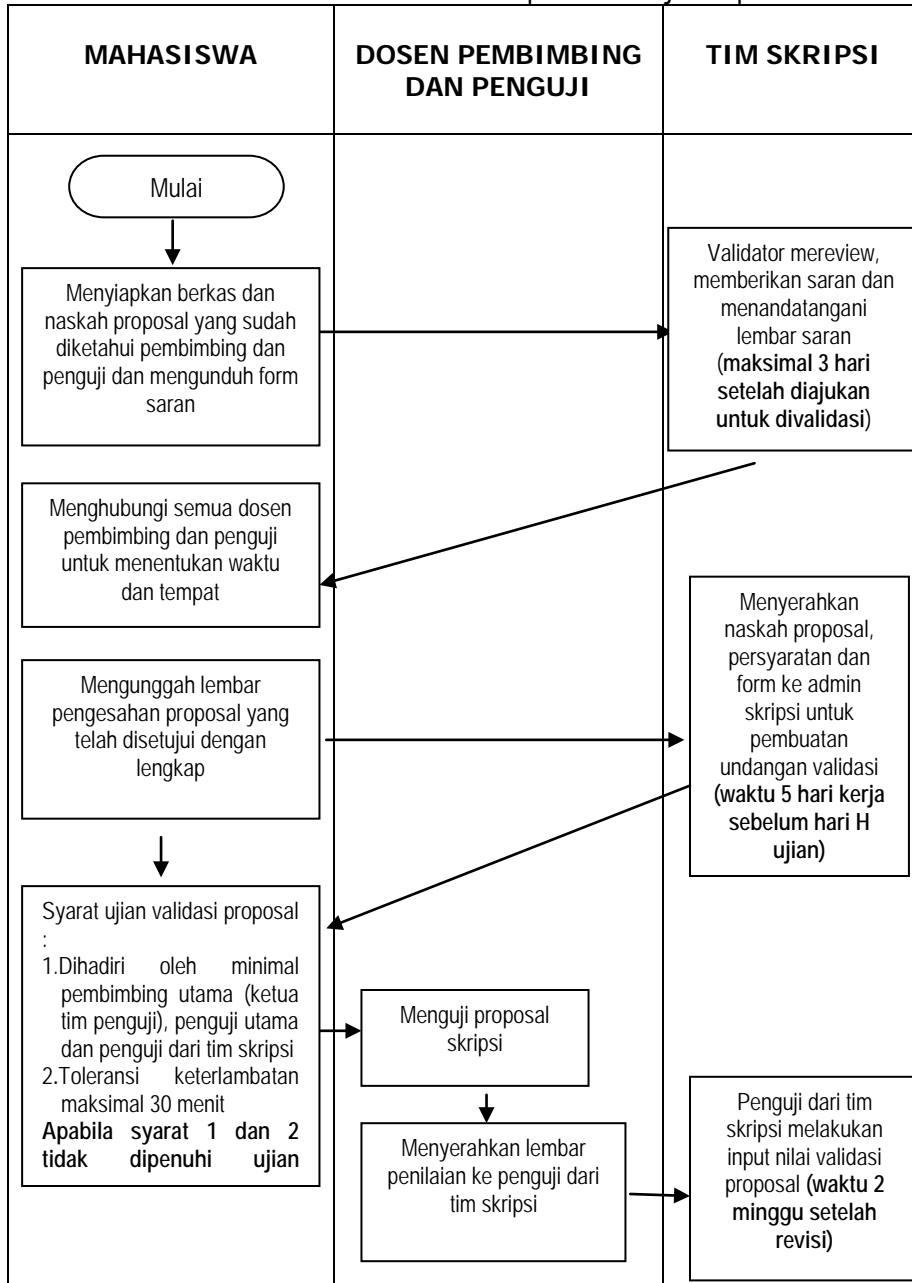 MAHASISWA
DOSEN PEMBIMBING
DAN PENGUJI
TIM SKRIPSI
Mulai
Menyiapkan berkas dan
naskah proposal yang sudah
diketahui pembimbing dan
penguji dan mengunduh form
saran
Validator mereview,
memberikan saran dan
menandatangani
lembar saran
(maksimal 3 hari
setelah diajukan
untuk divalidasi)
Menghubungi semua dosen
pembimbing dan penguji
untuk menentukan waktu
dan tempat
Mengunggah lembar
pengesahan proposal yang
telah disetujui dengan
lengkap
Menyerahkan
naskah proposal,
persyaratan dan
form ke admin
skripsi untuk
pembuatan
undangan validasi
(waktu 5 hari kerja
sebelum hari H
ujian)
Syarat ujian validasi proposal
:
1.Dihadiri oleh minimal
pembimbing utama (ketua
tim penguji), penguji utama
dan penguji dari tim skripsi
2.Toleransi keterlambatan
maksimal 30 menit
Apabila syarat 1 dan 2
tidak dipenuhi ujian
Menguji proposal
skripsi
Menyerahkan lembar
penilaian ke penguji dari
tim skripsi
Penguji dari tim
skripsi melakukan
input nilai validasi
proposal (waktu 2
minggu setelah
revisi)